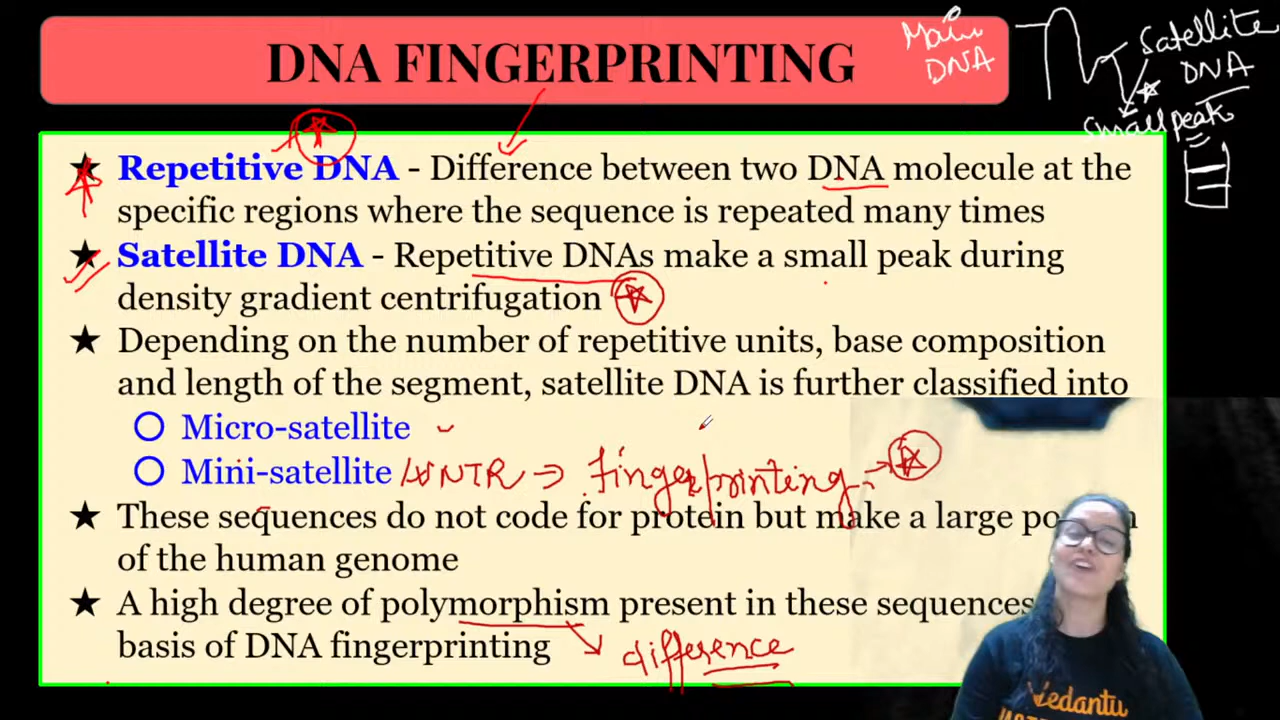 DNA FINGERPRINTING
Main
DNA
Satellite
DNA
Small peak
★ Repetitive DNA - Difference between two DNA molecule at the
specific regions where the sequence is repeated many times
★ Satellite DNA - Repetitive DNAs make a small peak during
density gradient centrifugation
★ Depending on the number of repetitive units, base composition
and length of the segment, satellite DNA is further classified into
○ Micro-satellite
○ Mini-satellite /VNTR ⇒ fingerprinting
★ These sequences do not code for protein but make a large
of the human genome
★ A high degree of polymorphism present in these sequences
basis of DNA fingerprinting
difference
Vedantu